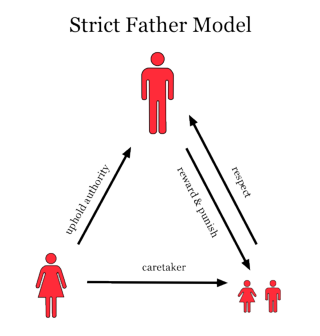 Strict Father Model
uphold authority
reward & punish
respect
caretaker